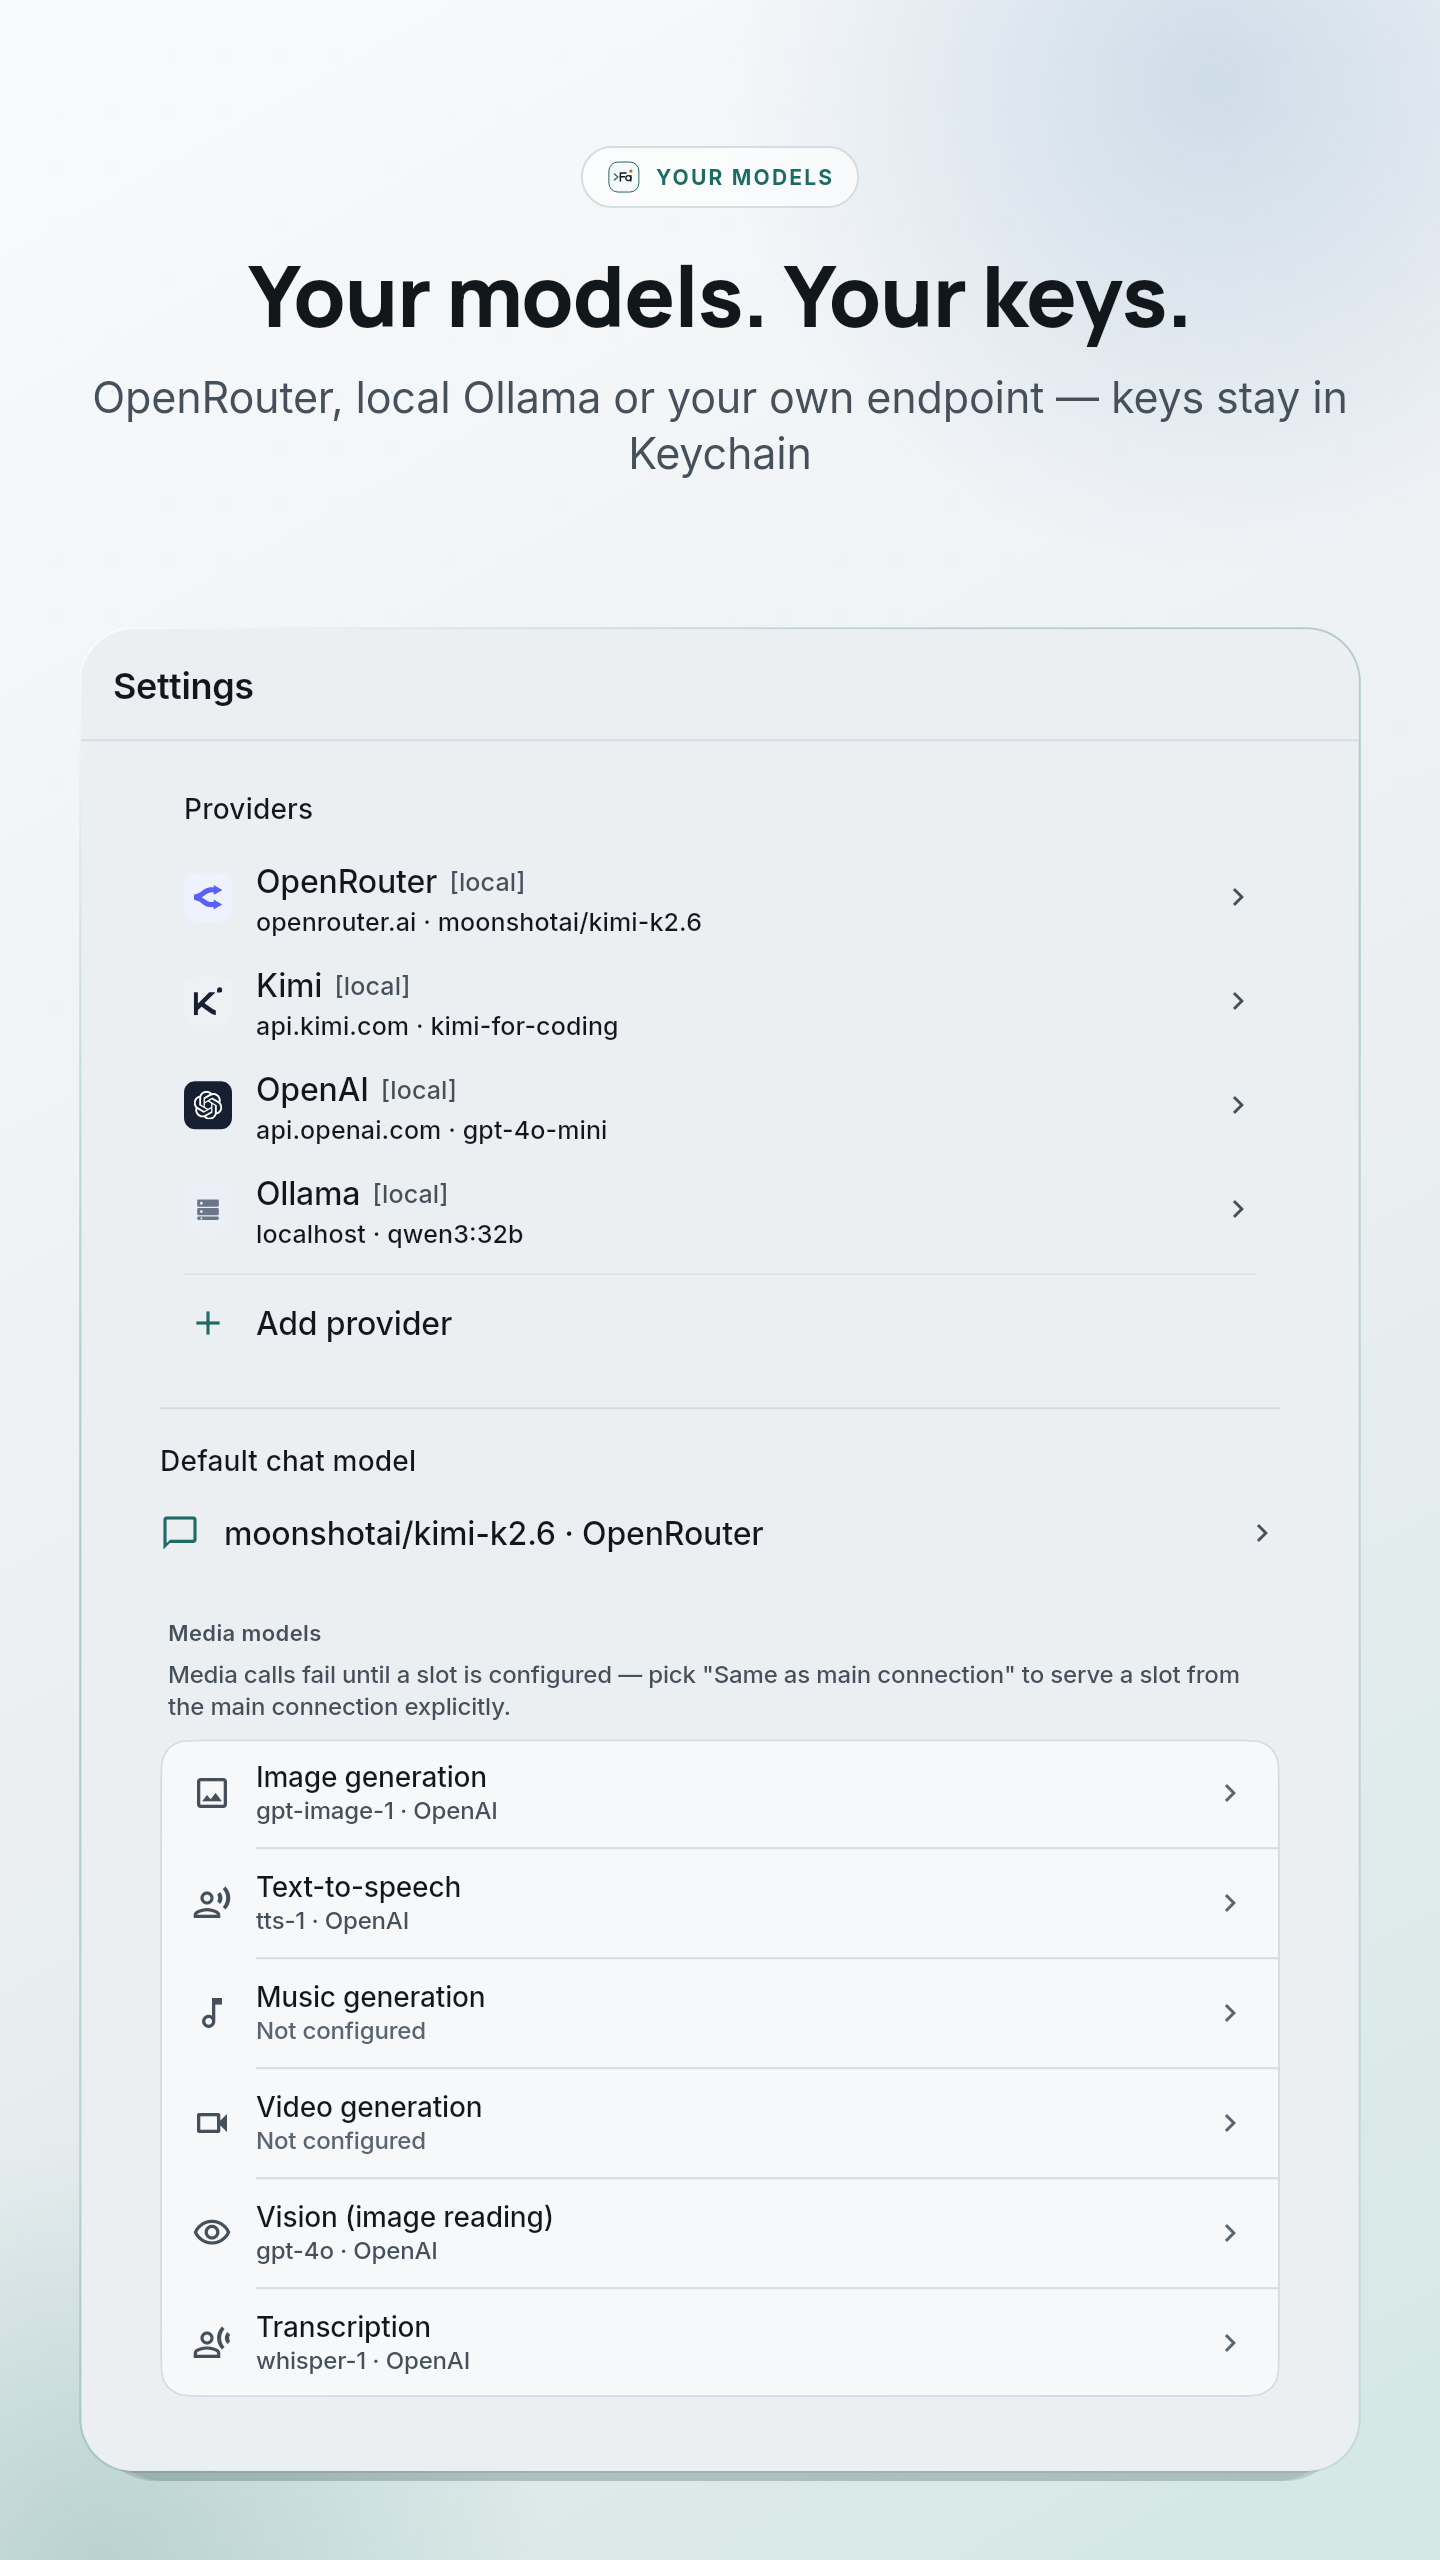 >Fa YOUR MODELS
Your models. Your keys.
OpenRouter, local Ollama or your own endpoint — keys stay in
Keychain
Settings
Providers
OpenRouter [local]
openrouter.ai · moonshotai/kimi-k2.6
Kimi [local]
api.kimi.com · kimi-for-coding
OpenAI [local]
api.openai.com · gpt-4o-mini
Ollama [local]
localhost · qwen3:32b
Add provider
Default chat model
moonshotai/kimi-k2.6 · OpenRouter
Media models
Media calls fail until a slot is configured — pick "Same as main connection" to serve a slot from
the main connection explicitly.
Image generation
gpt-image-1 · OpenAI
Text-to-speech
tts-1 · OpenAI
Music generation
Not configured
Video generation
Not configured
Vision (image reading)
gpt-4o · OpenAI
Transcription
whisper-1 · OpenAI